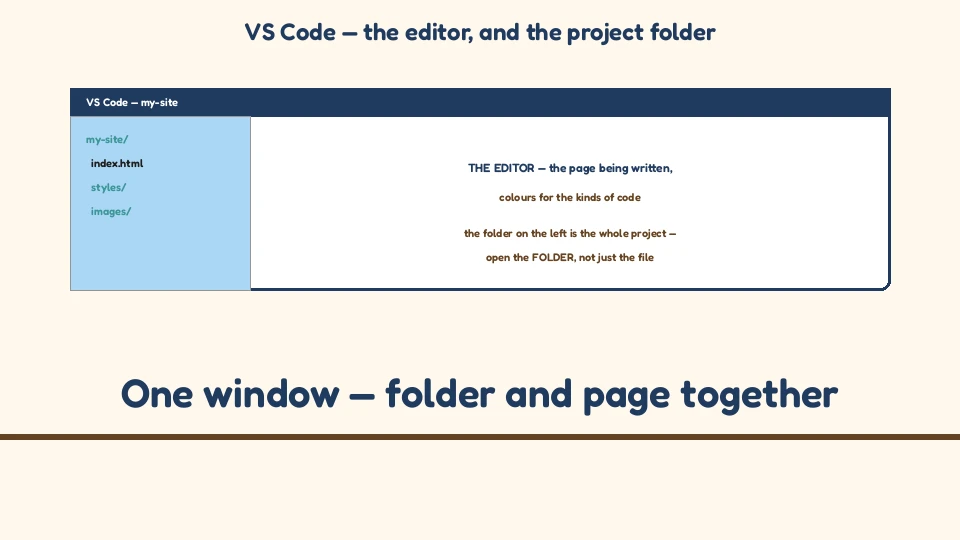 VS Code — the editor, and the project folder
VS Code — my-site
my-site/
index.html
styles/
images/
THE EDITOR — the page being written,
colours for the kinds of code
the folder on the left is the whole project —
open the FOLDER, not just the file
One window — folder and page together